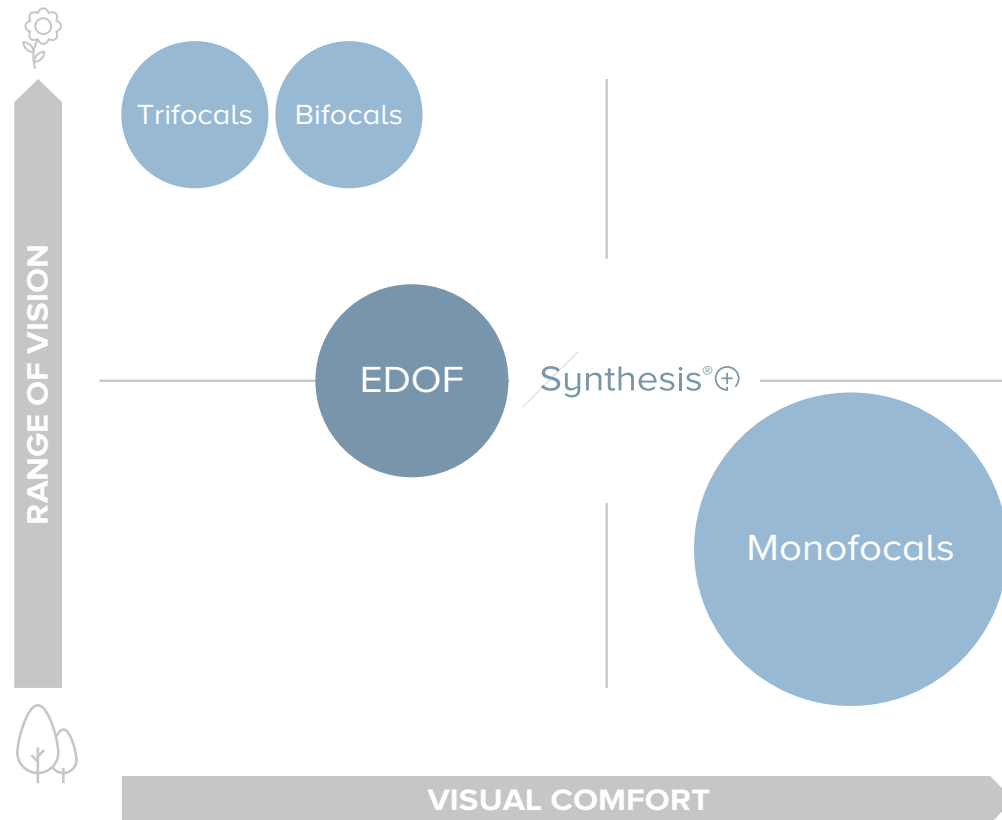 Trifocals
Bifocals
RANGE OF VISION
EDOF
Synthesis®+
Monofocals
VISUAL COMFORT